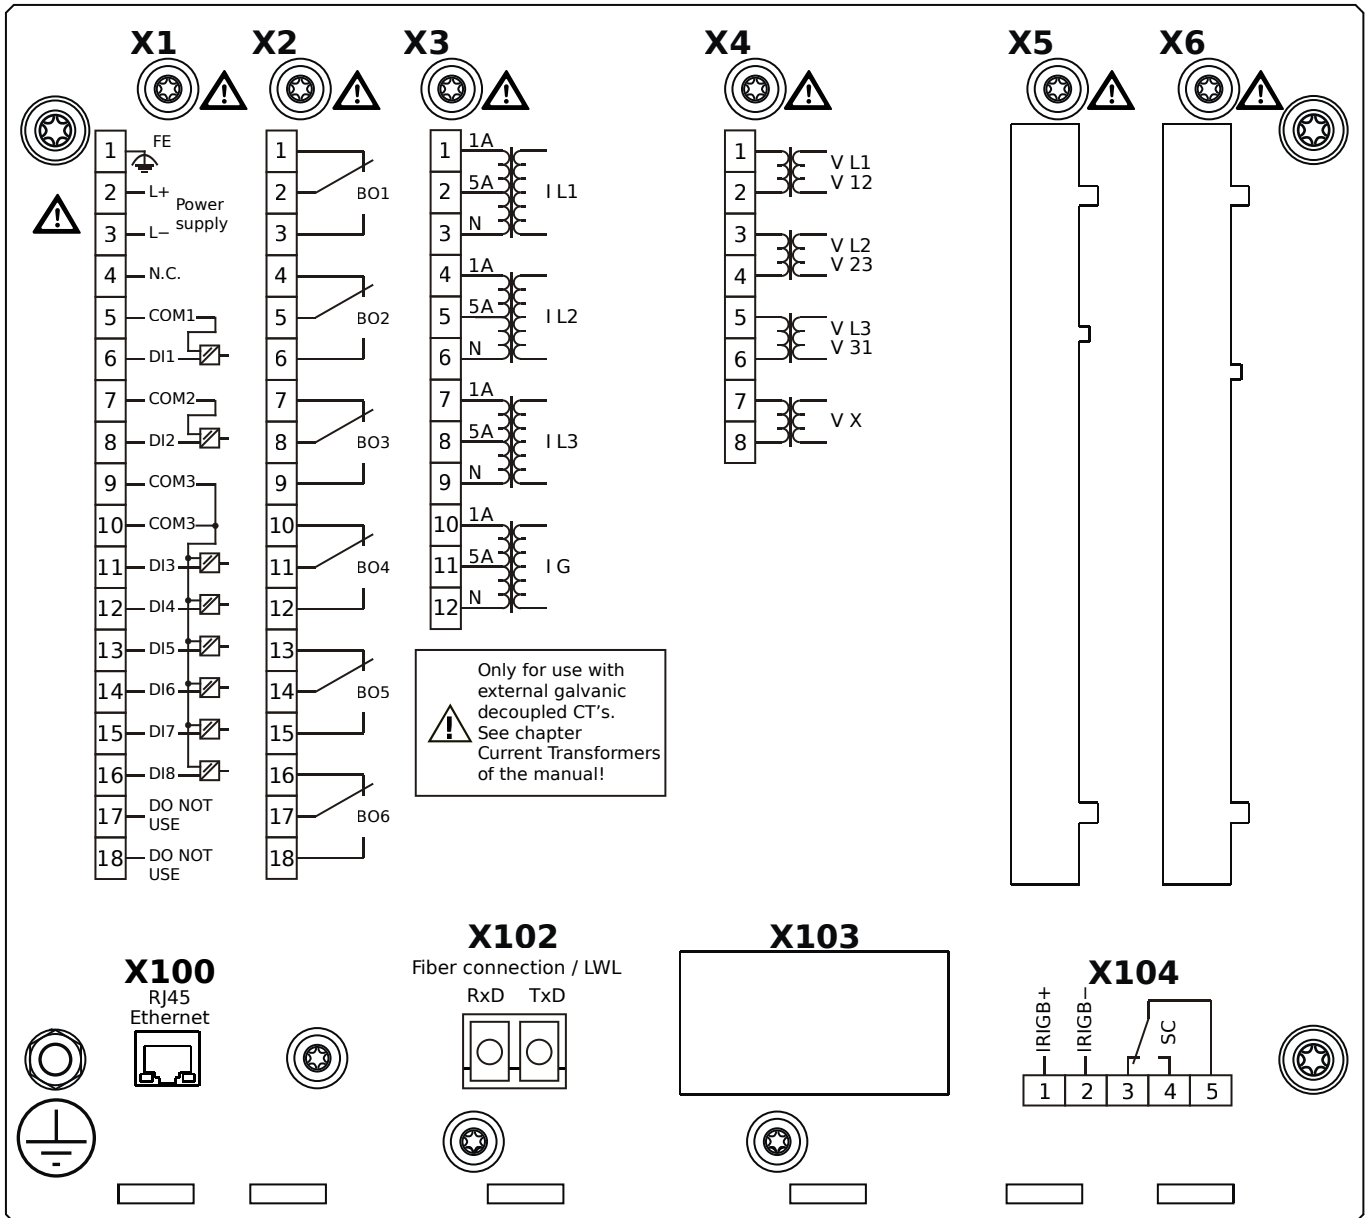 X1
X2
X3
X4
X5
X6
1
FE
2
L+
Power
supply
3
L−
4
N.C.
5
COM1
6
DI1
7
COM2
8
DI2
9
COM3
10
COM3
11
DI3
12
DI4
13
DI5
14
DI6
15
DI7
16
DI8
17
DO NOT
USE
18
DO NOT
USE
1
2
BO1
3
4
5
BO2
6
7
8
BO3
9
10
11
BO4
12
13
14
BO5
15
16
17
BO6
18
1
1A
2
5A
I L1
3
N
4
1A
5
5A
I L2
6
N
7
1A
8
5A
I L3
9
N
10
1A
11
5A
I G
12
N
Only for use with
external galvanic
decoupled CT's.
See chapter
Current Transformers
of the manual!
1
2
V L1
V 12
3
4
V L2
V 23
5
6
V L3
V 31
7
8
V X
X100
RJ45
Ethernet
X102
Fiber connection / LWL
RxD TxD
X103
X104
IRIGB+
IRIGB−
SC
1 2 3 4 5